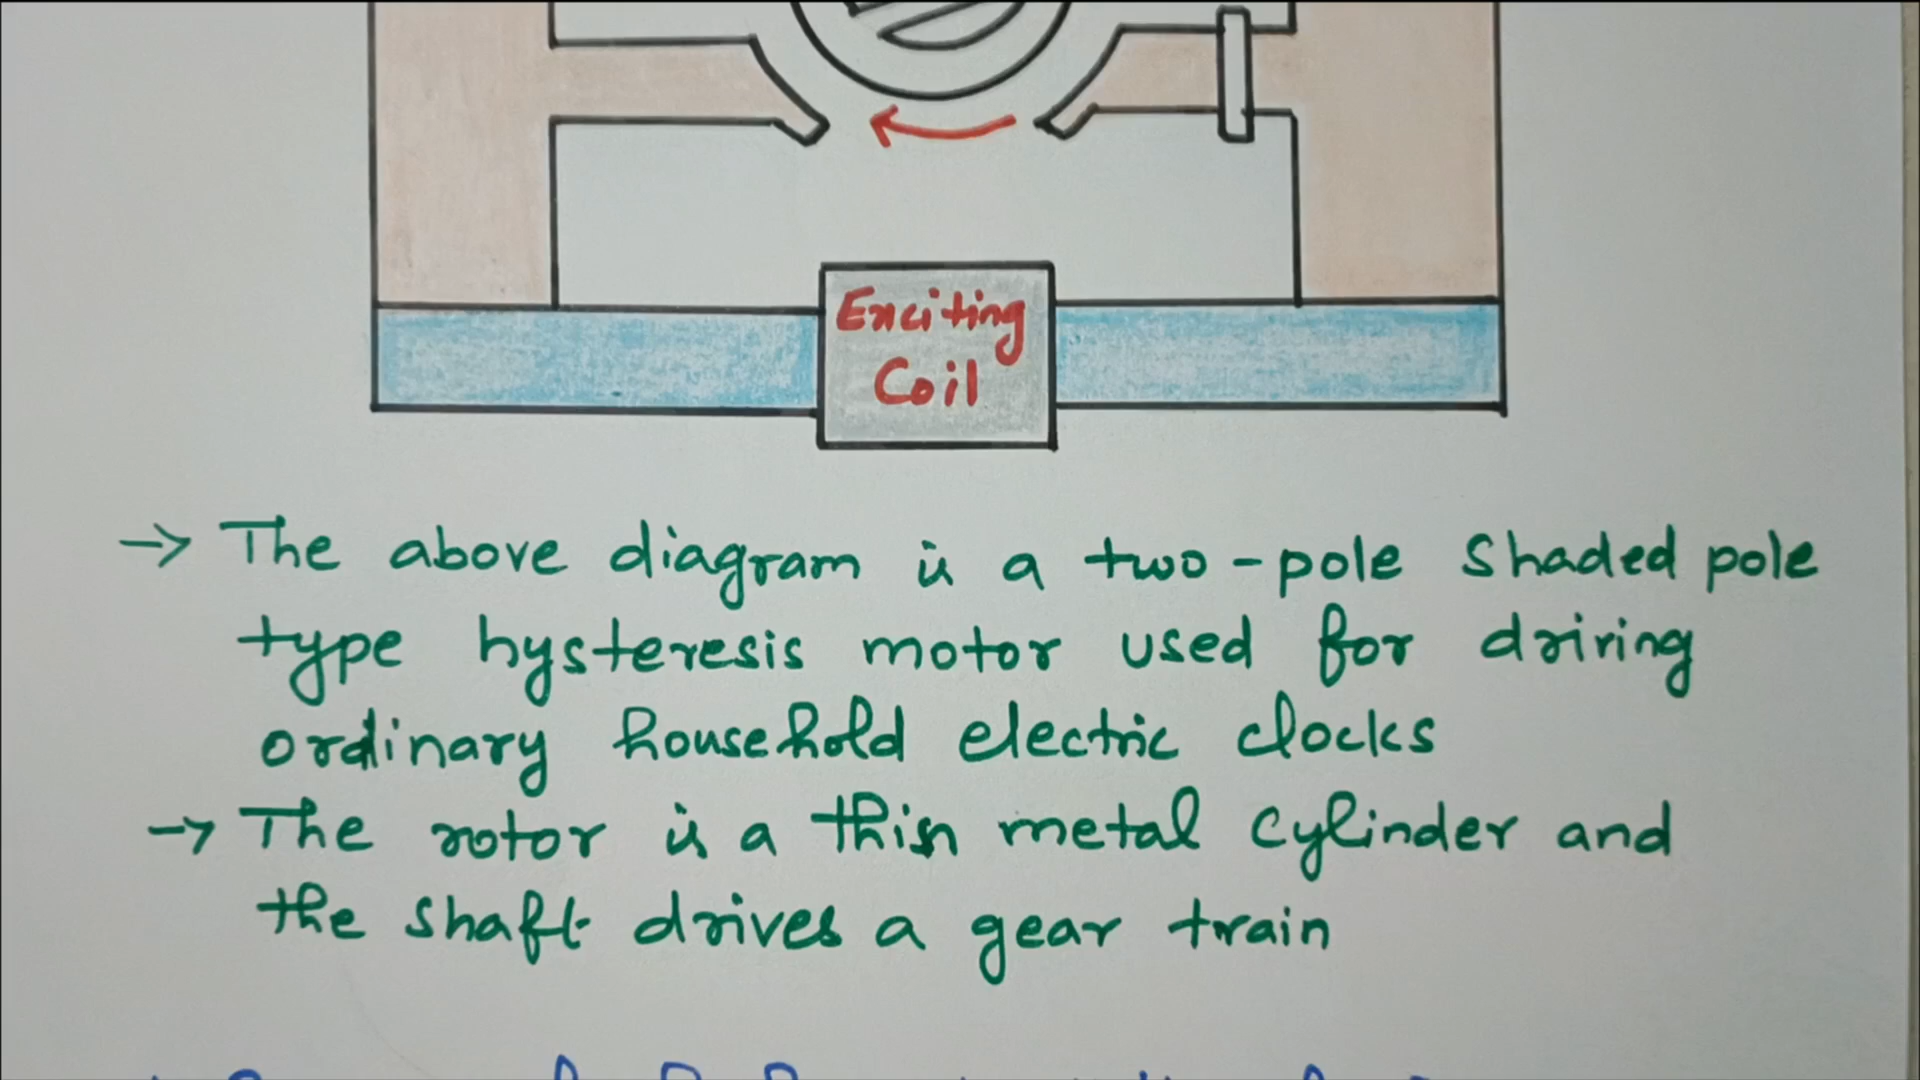 Exciting
Coil
→ The above diagram is a two-pole shaded pole
type hysteresis motor used for driving
ordinary household electric clocks
→ The rotor is a thin metal cylinder and
the shaft drives a gear train